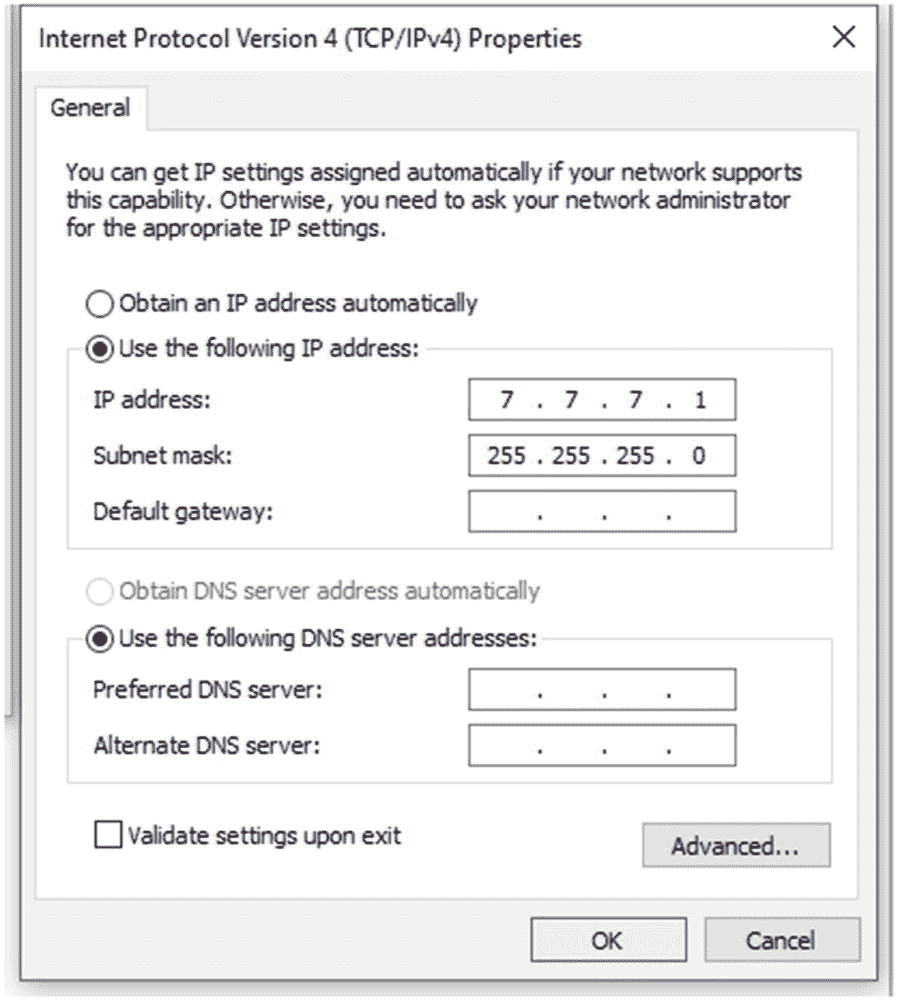 Internet Protocol Version 4 (TCP/IPv4) Properties
General
You can get IP settings assigned automatically if your network supports
this capability. Otherwise, you need to ask your network administrator
for the appropriate IP settings.
Obtain an IP address automatically
Use the following IP address:
IP address: 7 . 7 . 7 . 1
Subnet mask: 255 . 255 . 255 . 0
Default gateway: . . .
Obtain DNS server address automatically
Use the following DNS server addresses:
Preferred DNS server: . . .
Alternate DNS server: . . .
Validate settings upon exit
Advanced...
OK Cancel